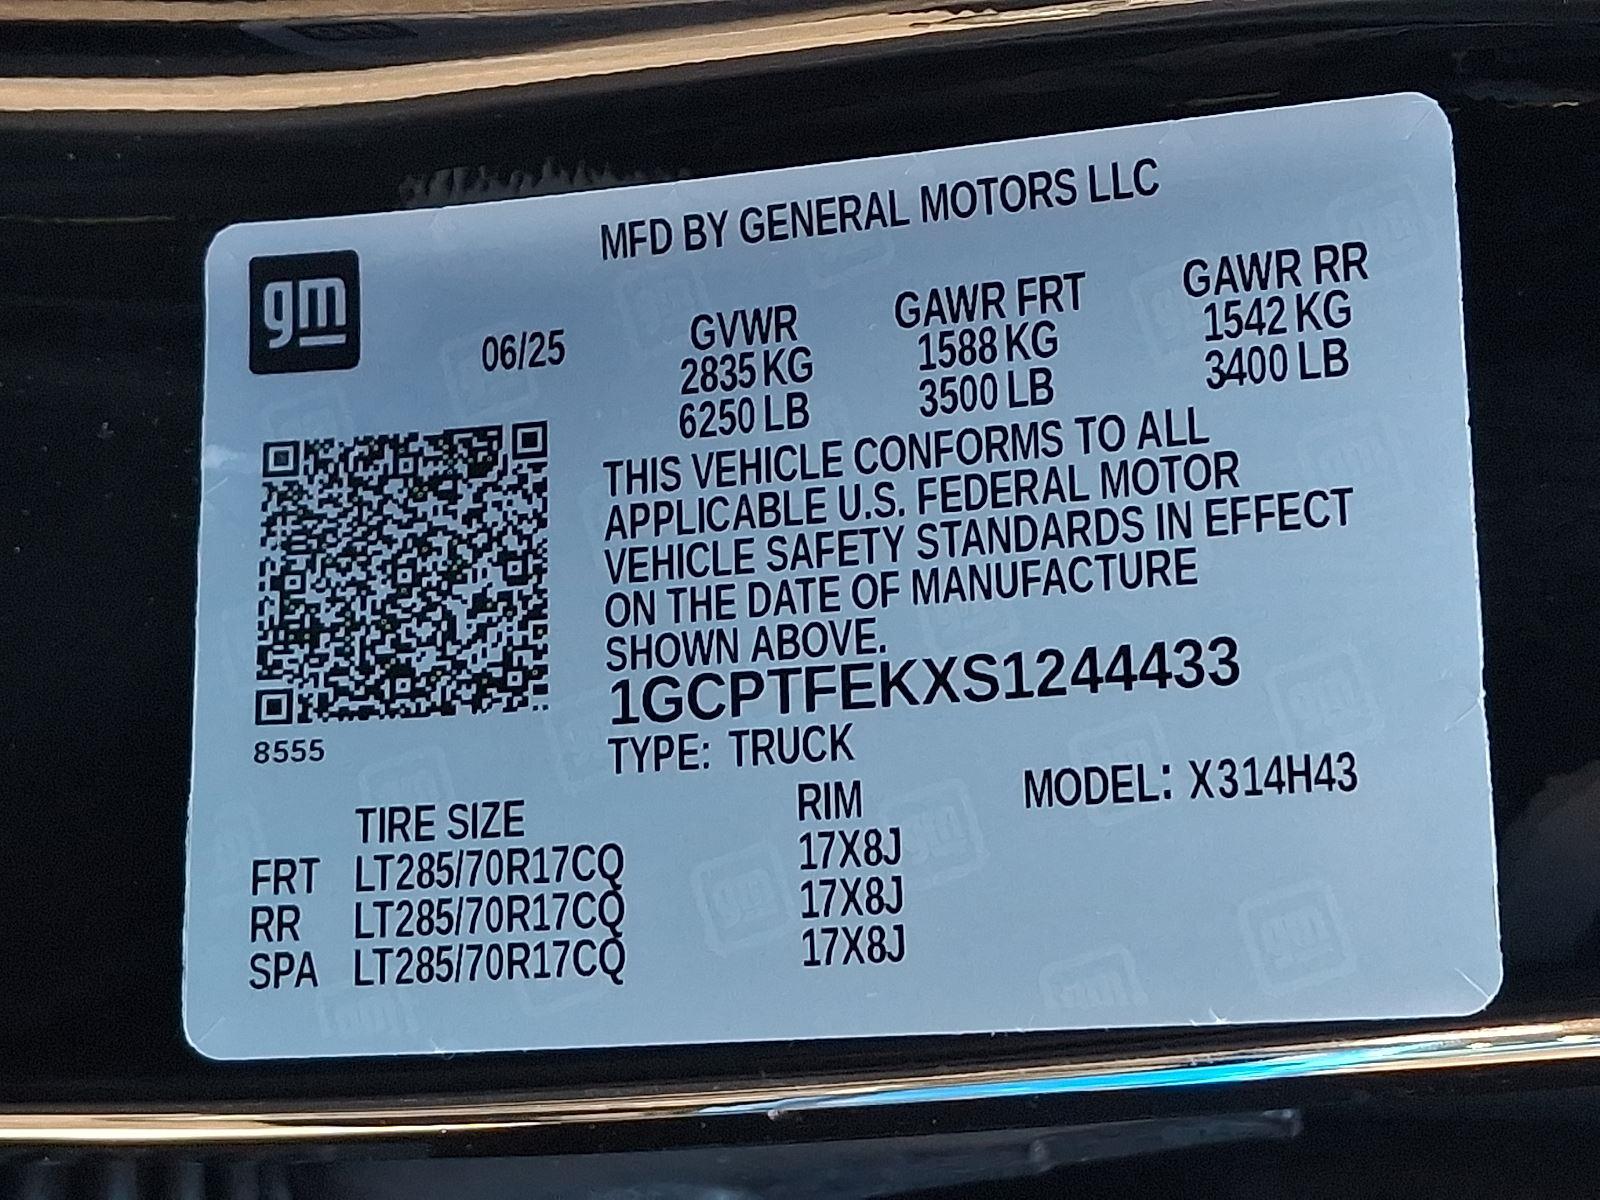 MFD BY GENERAL MOTORS LLC
gm
06/25
GVWR
2835 KG
6250 LB
GAWR FRT
1588 KG
3500 LB
GAWR RR
1542 KG
3400 LB
THIS VEHICLE CONFORMS TO ALL
APPLICABLE U.S. FEDERAL MOTOR
VEHICLE SAFETY STANDARDS IN EFFECT
ON THE DATE OF MANUFACTURE
SHOWN ABOVE.
1GCPTFEKXS1244433
8555
TYPE: TRUCK
MODEL: X314H43
TIRE SIZE RIM
FRT LT285/70R17CQ 17X8J
RR LT285/70R17CQ 17X8J
SPA LT285/70R17CQ 17X8J